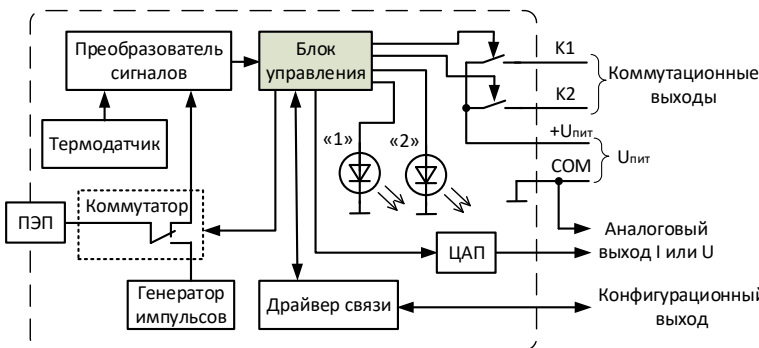 Преобразователь
сигналов
Блок
управления
K1
Коммутационные
выходы
K2
Термодатчик
«1»
«2»
+Uпит
Uпит
COM
ПЭП
Коммутатор
Аналоговый
выход I или U
ЦАП
Генератор
импульсов
Драйвер связи
Конфигурационный
выход